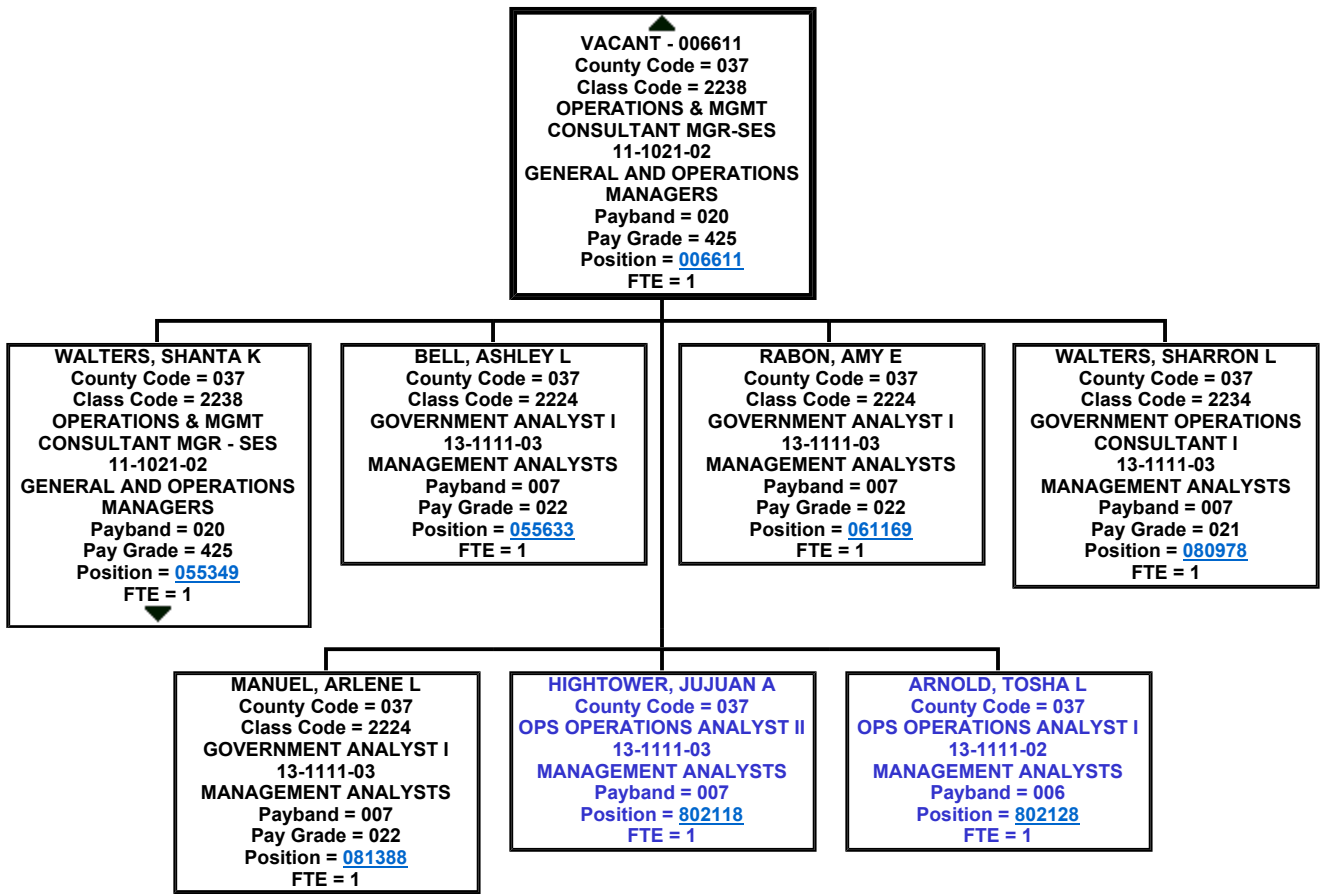 VACANT - 006611
County Code = 037
Class Code = 2238
OPERATIONS & MGMT
CONSULTANT MGR-SES
11-1021-02
GENERAL AND OPERATIONS
MANAGERS
Payband = 020
Pay Grade = 425
Position = 006611
FTE = 1
WALTERS, SHANTA K
County Code = 037
Class Code = 2238
OPERATIONS & MGMT
CONSULTANT MGR - SES
11-1021-02
GENERAL AND OPERATIONS
MANAGERS
Payband = 020
Pay Grade = 425
Position = 055349
FTE = 1
BELL, ASHLEY L
County Code = 037
Class Code = 2224
GOVERNMENT ANALYST I
13-1111-03
MANAGEMENT ANALYSTS
Payband = 007
Pay Grade = 022
Position = 055633
FTE = 1
RABON, AMY E
County Code = 037
Class Code = 2224
GOVERNMENT ANALYST I
13-1111-03
MANAGEMENT ANALYSTS
Payband = 007
Pay Grade = 022
Position = 061169
FTE = 1
WALTERS, SHARRON L
County Code = 037
Class Code = 2234
GOVERNMENT OPERATIONS
CONSULTANT I
13-1111-03
MANAGEMENT ANALYSTS
Payband = 007
Pay Grade = 021
Position = 080978
FTE = 1
MANUEL, ARLENE L
County Code = 037
Class Code = 2224
GOVERNMENT ANALYST I
13-1111-03
MANAGEMENT ANALYSTS
Payband = 007
Pay Grade = 022
Position = 081388
FTE = 1
HIGHTOWER, JUJUAN A
County Code = 037
OPS OPERATIONS ANALYST II
13-1111-03
MANAGEMENT ANALYSTS
Payband = 007
Position = 802118
FTE = 1
ARNOLD, TOSHA L
County Code = 037
OPS OPERATIONS ANALYST I
13-1111-02
MANAGEMENT ANALYSTS
Payband = 006
Position = 802128
FTE = 1